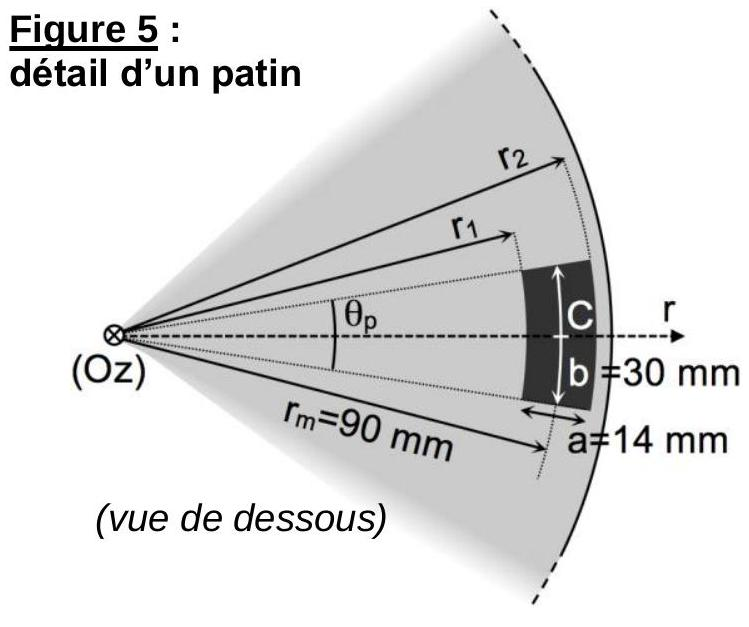 Figure 5 :
détail d’un patin
r2
r1
θp
C
r
(Oz)
b =30 mm
rm=90 mm
a=14 mm
(vue de dessous)